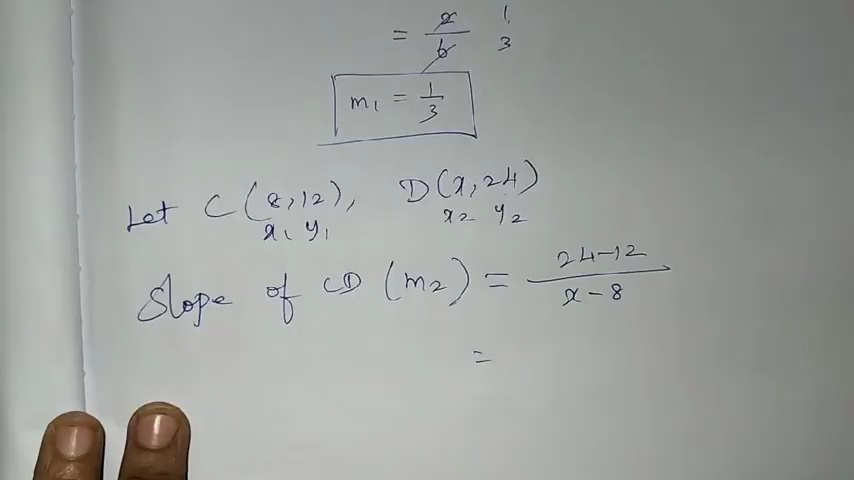 = 2/6 1/3
m₁ = 1/3
Let C(8,12), D(x,24)
x₁ y₁ x₂ y₂
Slope of CD (m₂) = 24-12/x-8
=